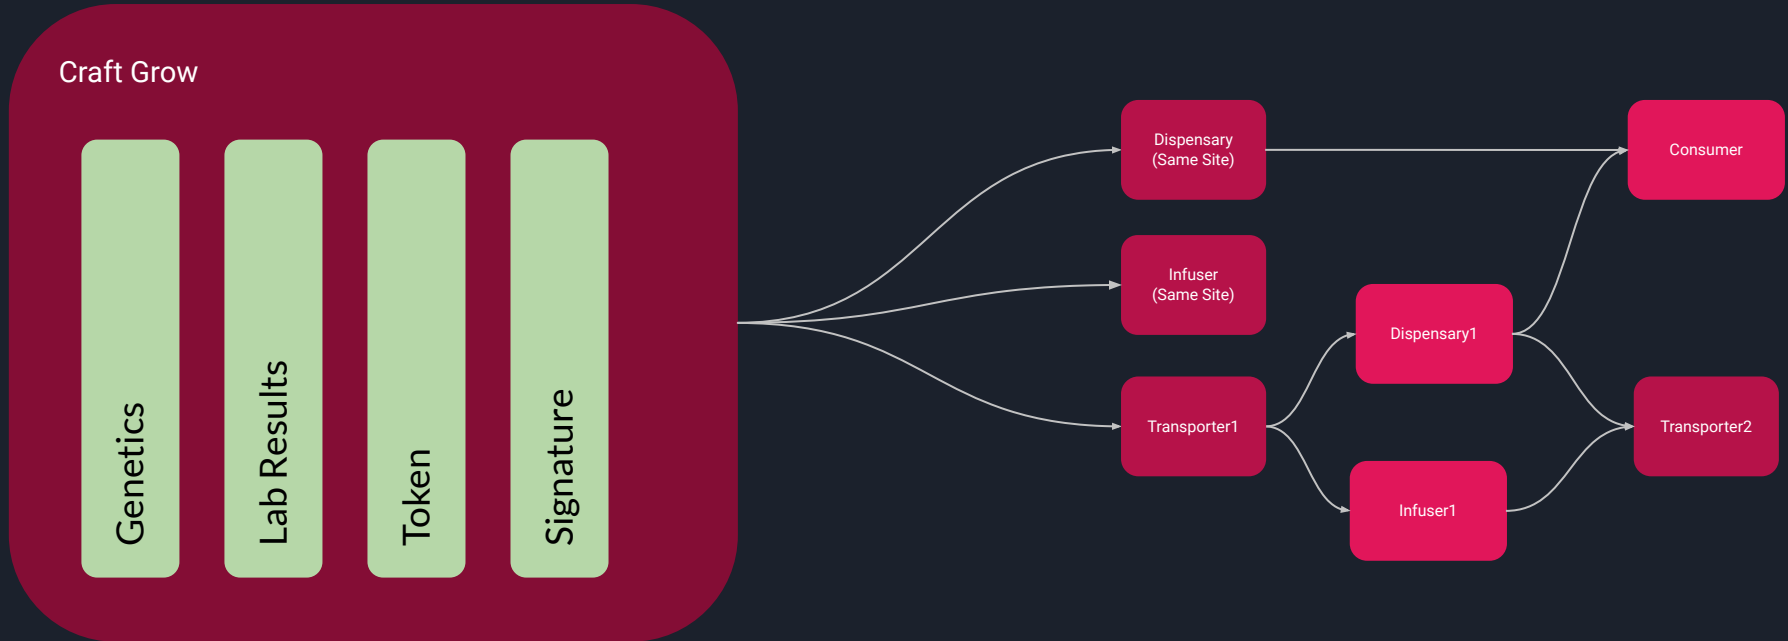 Craft Grow
Genetics
Lab Results
Token
Signature
Dispensary
(Same Site)
Infuser
(Same Site)
Transporter1
Dispensary1
Infuser1
Consumer
Transporter2